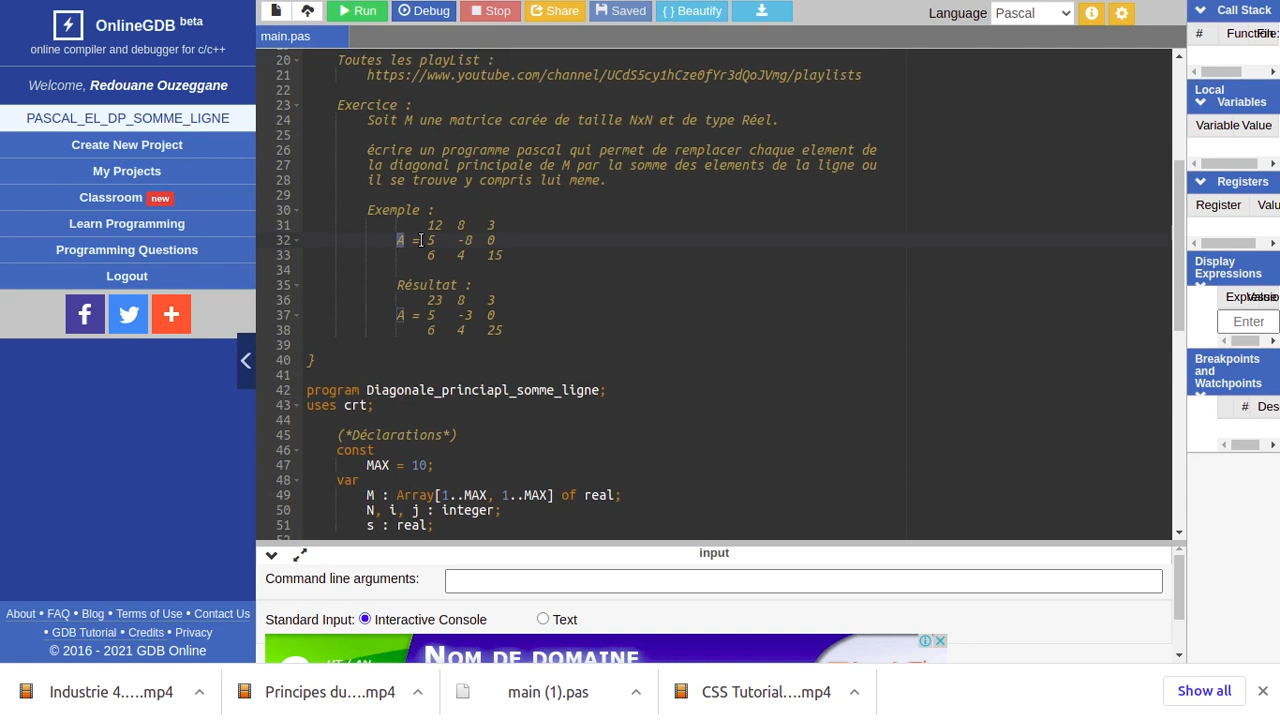 OnlineGDB beta
online compiler and debugger for c/c++
Welcome, Redouane Ouzeggane
PASCAL_EL_DP_SOMME_LIGNE
Create New Project
My Projects
Classroom new
Learn Programming
Programming Questions
Logout
About • FAQ • Blog • Terms of Use • Contact Us
• GDB Tutorial • Credits • Privacy
© 2016 - 2021 GDB Online
Run Debug Stop Share Saved { } Beautify
Language Pascal
main.pas
20 Toutes les playList :
21 https://www.youtube.com/channel/UCdS5cy1hCze0fYr3dQoJVmg/playlists
22
23 Exercice :
24 Soit M une matrice carée de taille NxN et de type Réel.
25
26 écrire un programme pascal qui permet de remplacer chaque element de
27 la diagonal principale de M par la somme des elements de la ligne ou
28 il se trouve y compris lui meme.
29
30 Exemple :
31 12 8 3
32 A = 5 -8 0
33 6 4 15
34
35 Résultat :
36 23 8 3
37 A = 5 -3 0
38 6 4 25
39
40 }
41
42 program Diagonale_princiapl_somme_ligne;
43 uses crt;
44
45 (*Déclarations*)
46 const
47 MAX = 10;
48 var
49 M : Array[1..MAX, 1..MAX] of real;
50 N, i, j : integer;
51 s : real;
input
Command line arguments:
Standard Input: Interactive Console Text
NOM DE DOMAINE
Call Stack
# Function
Local
Variables
Variable Value
Registers
Register Valu
Display
Expressions
Enter
Breakpoints
and
Watchpoints
# Des
Industrie 4.….mp4
Principes du….mp4
main (1).pas
CSS Tutorial….mp4
Show all